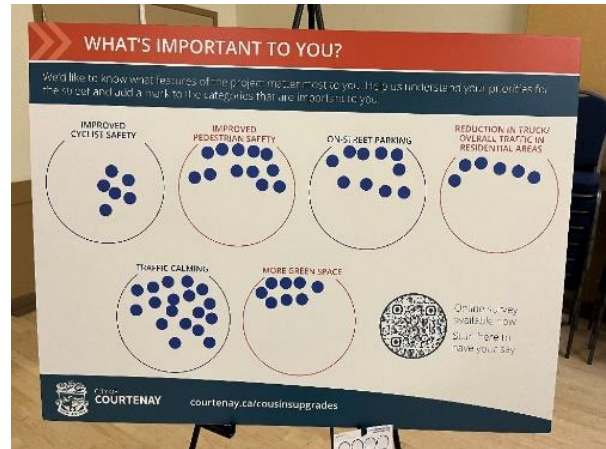 WHAT'S IMPORTANT TO YOU?
We'd like to know what features of the project matter most to you. Help us understand your priorities for
the street and add a mark to the categories that are important to you
IMPROVED
CYCLIST SAFETY
IMPROVED
PEDESTRIAN SAFETY
ON-STREET PARKING
REDUCTION IN TRUCK/
OVERALL TRAFFIC IN
RESIDENTIAL AREAS
TRAFFIC CALMING
MORE GREEN SPACE
Online survey
available now
Scan here to
have your say
CITY OF
COURTENAY
courtenay.ca/cousinsupgrades